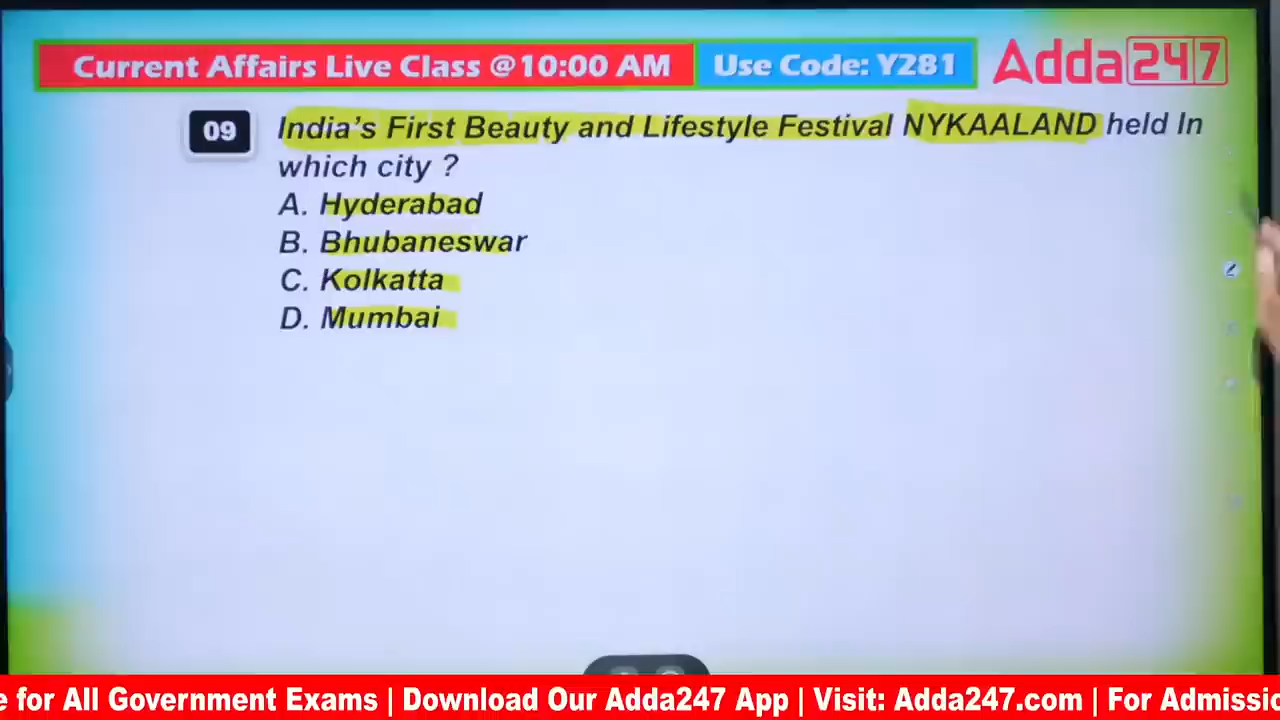 Current Affairs Live Class @10:00 AM Use Code: Y281 Adda247
09 India's First Beauty and Lifestyle Festival NYKAALAND held In
which city ?
A. Hyderabad
B. Bhubaneswar
C. Kolkatta
D. Mumbai
e for All Government Exams | Download Our Adda247 App | Visit: Adda247.com | For Admissio